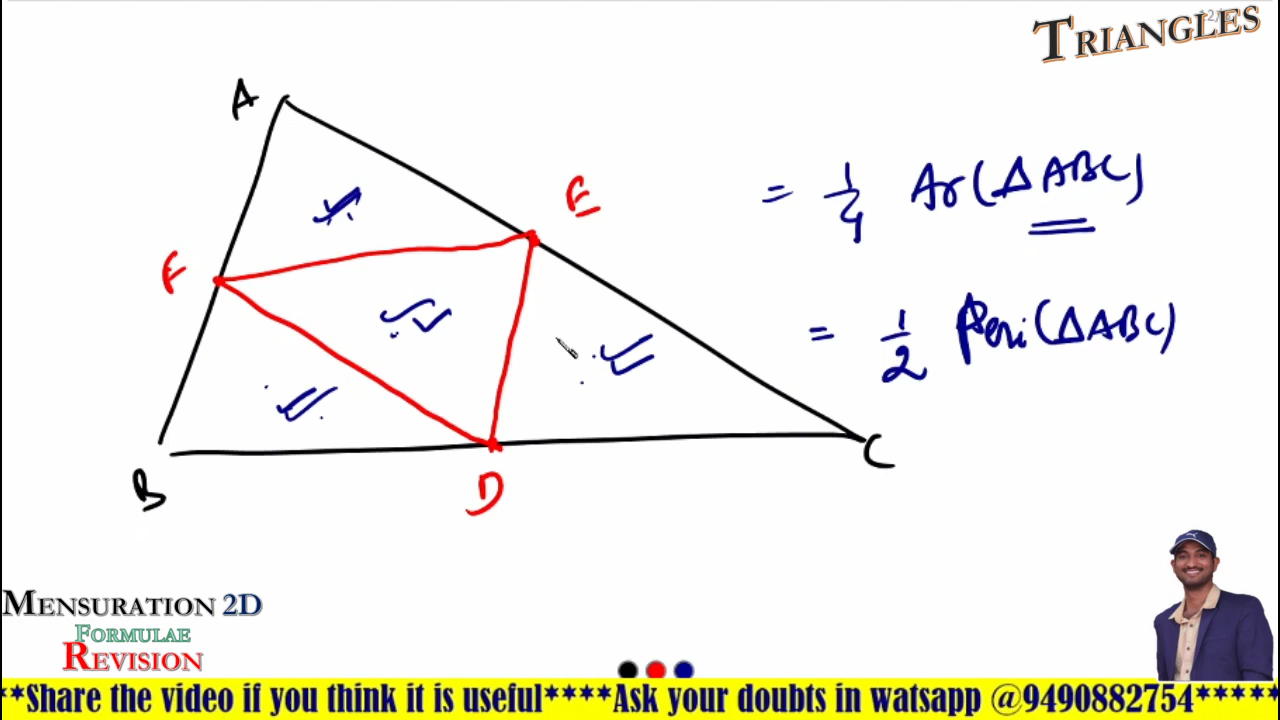 TRIANGLES
A
E
F
B
D
C
= 1/4 Ar(ΔABC)
= 1/2 Peri(ΔABC)
MENSURATION 2D
FORMULAE
REVISION
**Share the video if you think it is useful****Ask your doubts in watsapp @9490882754*****